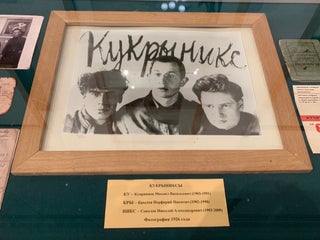 Кукрыникс
КУКРЫНИКСЫ
КУ – Куприянов Михаил Васильевич (1903-1991)
КРЫ – Крылов Порфирий Никитич (1902-1990)
НИКС – Соколов Николай Александрович (1903-2000)
Фотография 1926 года